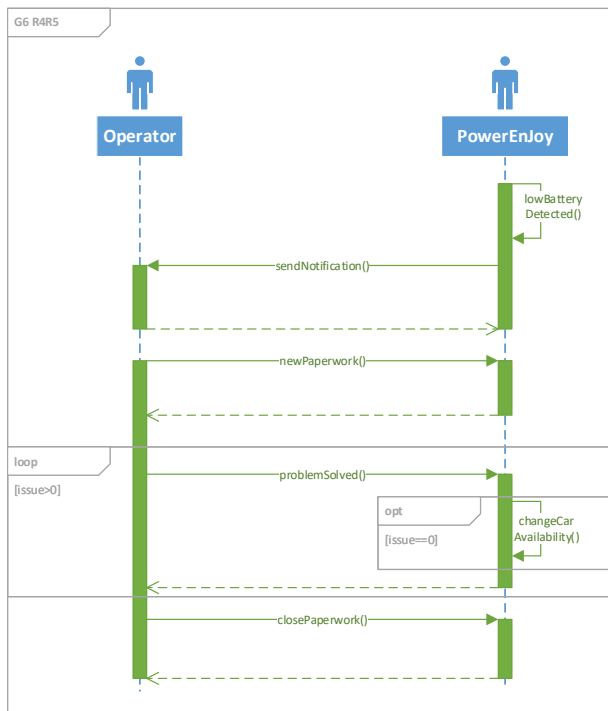 G6 R4R5
Operator
PowerEnJoy
lowBattery
Detected()
sendNotification()
newPaperwork()
loop
[issue>0]
problemSolved()
opt
[issue==0]
changeCar
Availability()
closePaperwork()